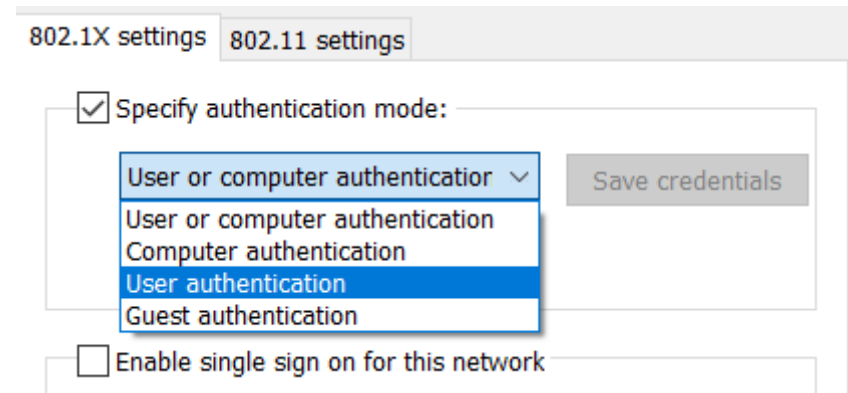 802.1X settings 802.11 settings
Specify authentication mode:
User or computer authentication Save credentials
User or computer authentication
Computer authentication
User authentication
Guest authentication
Enable single sign on for this network